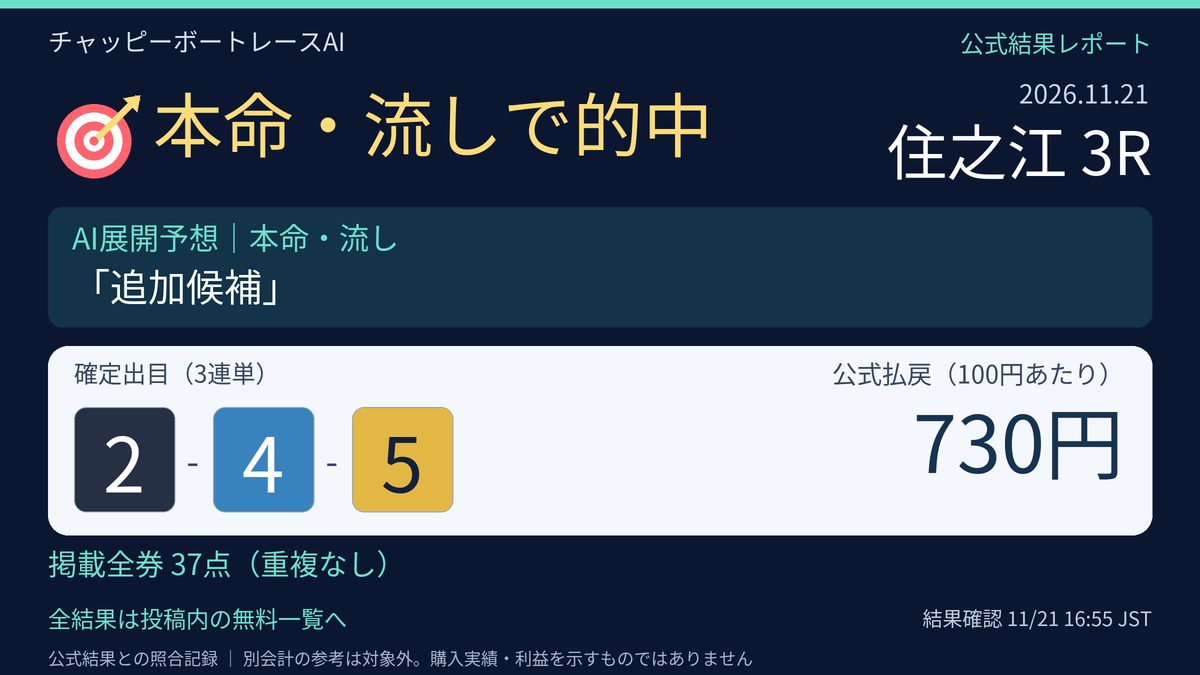 チャッピーボートレースAI
公式結果レポート
本命・流しで的中
2026.11.21
住之江 3R
AI展開予想｜本命・流し
「追加候補」
確定出目（3連単）
公式払戻（100円あたり）
2 - 4 - 5
730円
掲載全券 37点（重複なし）
全結果は投稿内の無料一覧へ
結果確認 11/21 16:55 JST
公式結果との照合記録 ｜ 別会計の参考は対象外。購入実績・利益を示すものではありません